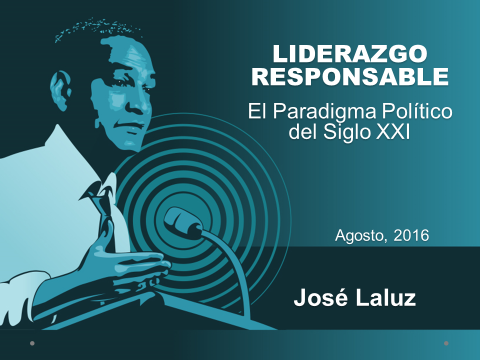 LIDERAZGO
RESPONSABLE
El Paradigma Político
del Siglo XXI
Agosto, 2016
José Laluz